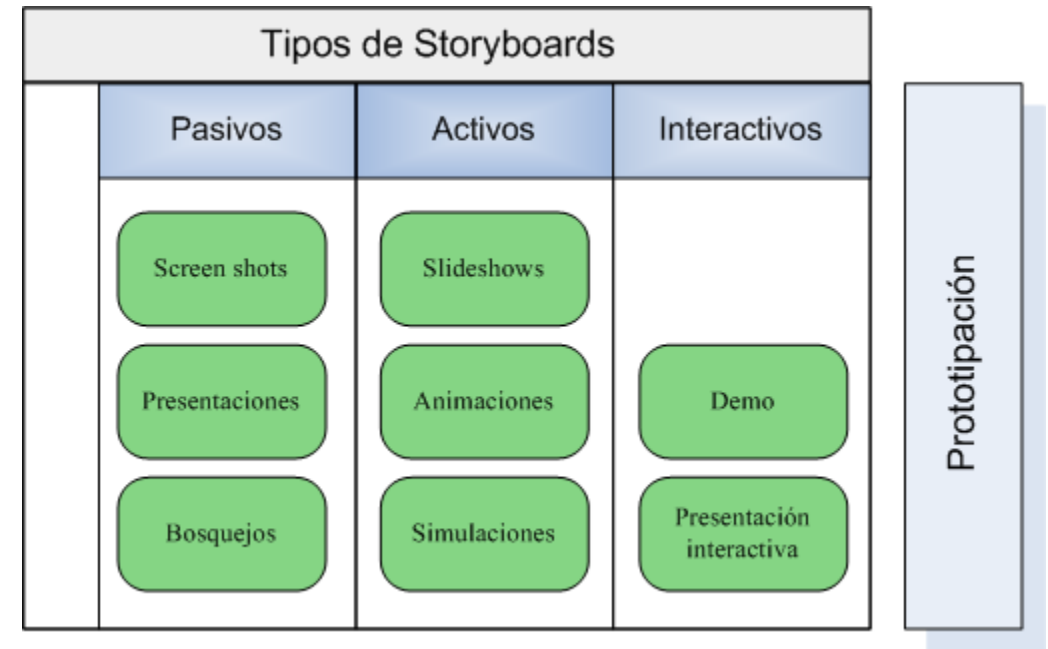 Tipos de Storyboards
Pasivos
Activos
Interactivos
Screen shots
Slideshows
Presentaciones
Animaciones
Demo
Bosquejos
Simulaciones
Presentación
interactiva
Prototipación